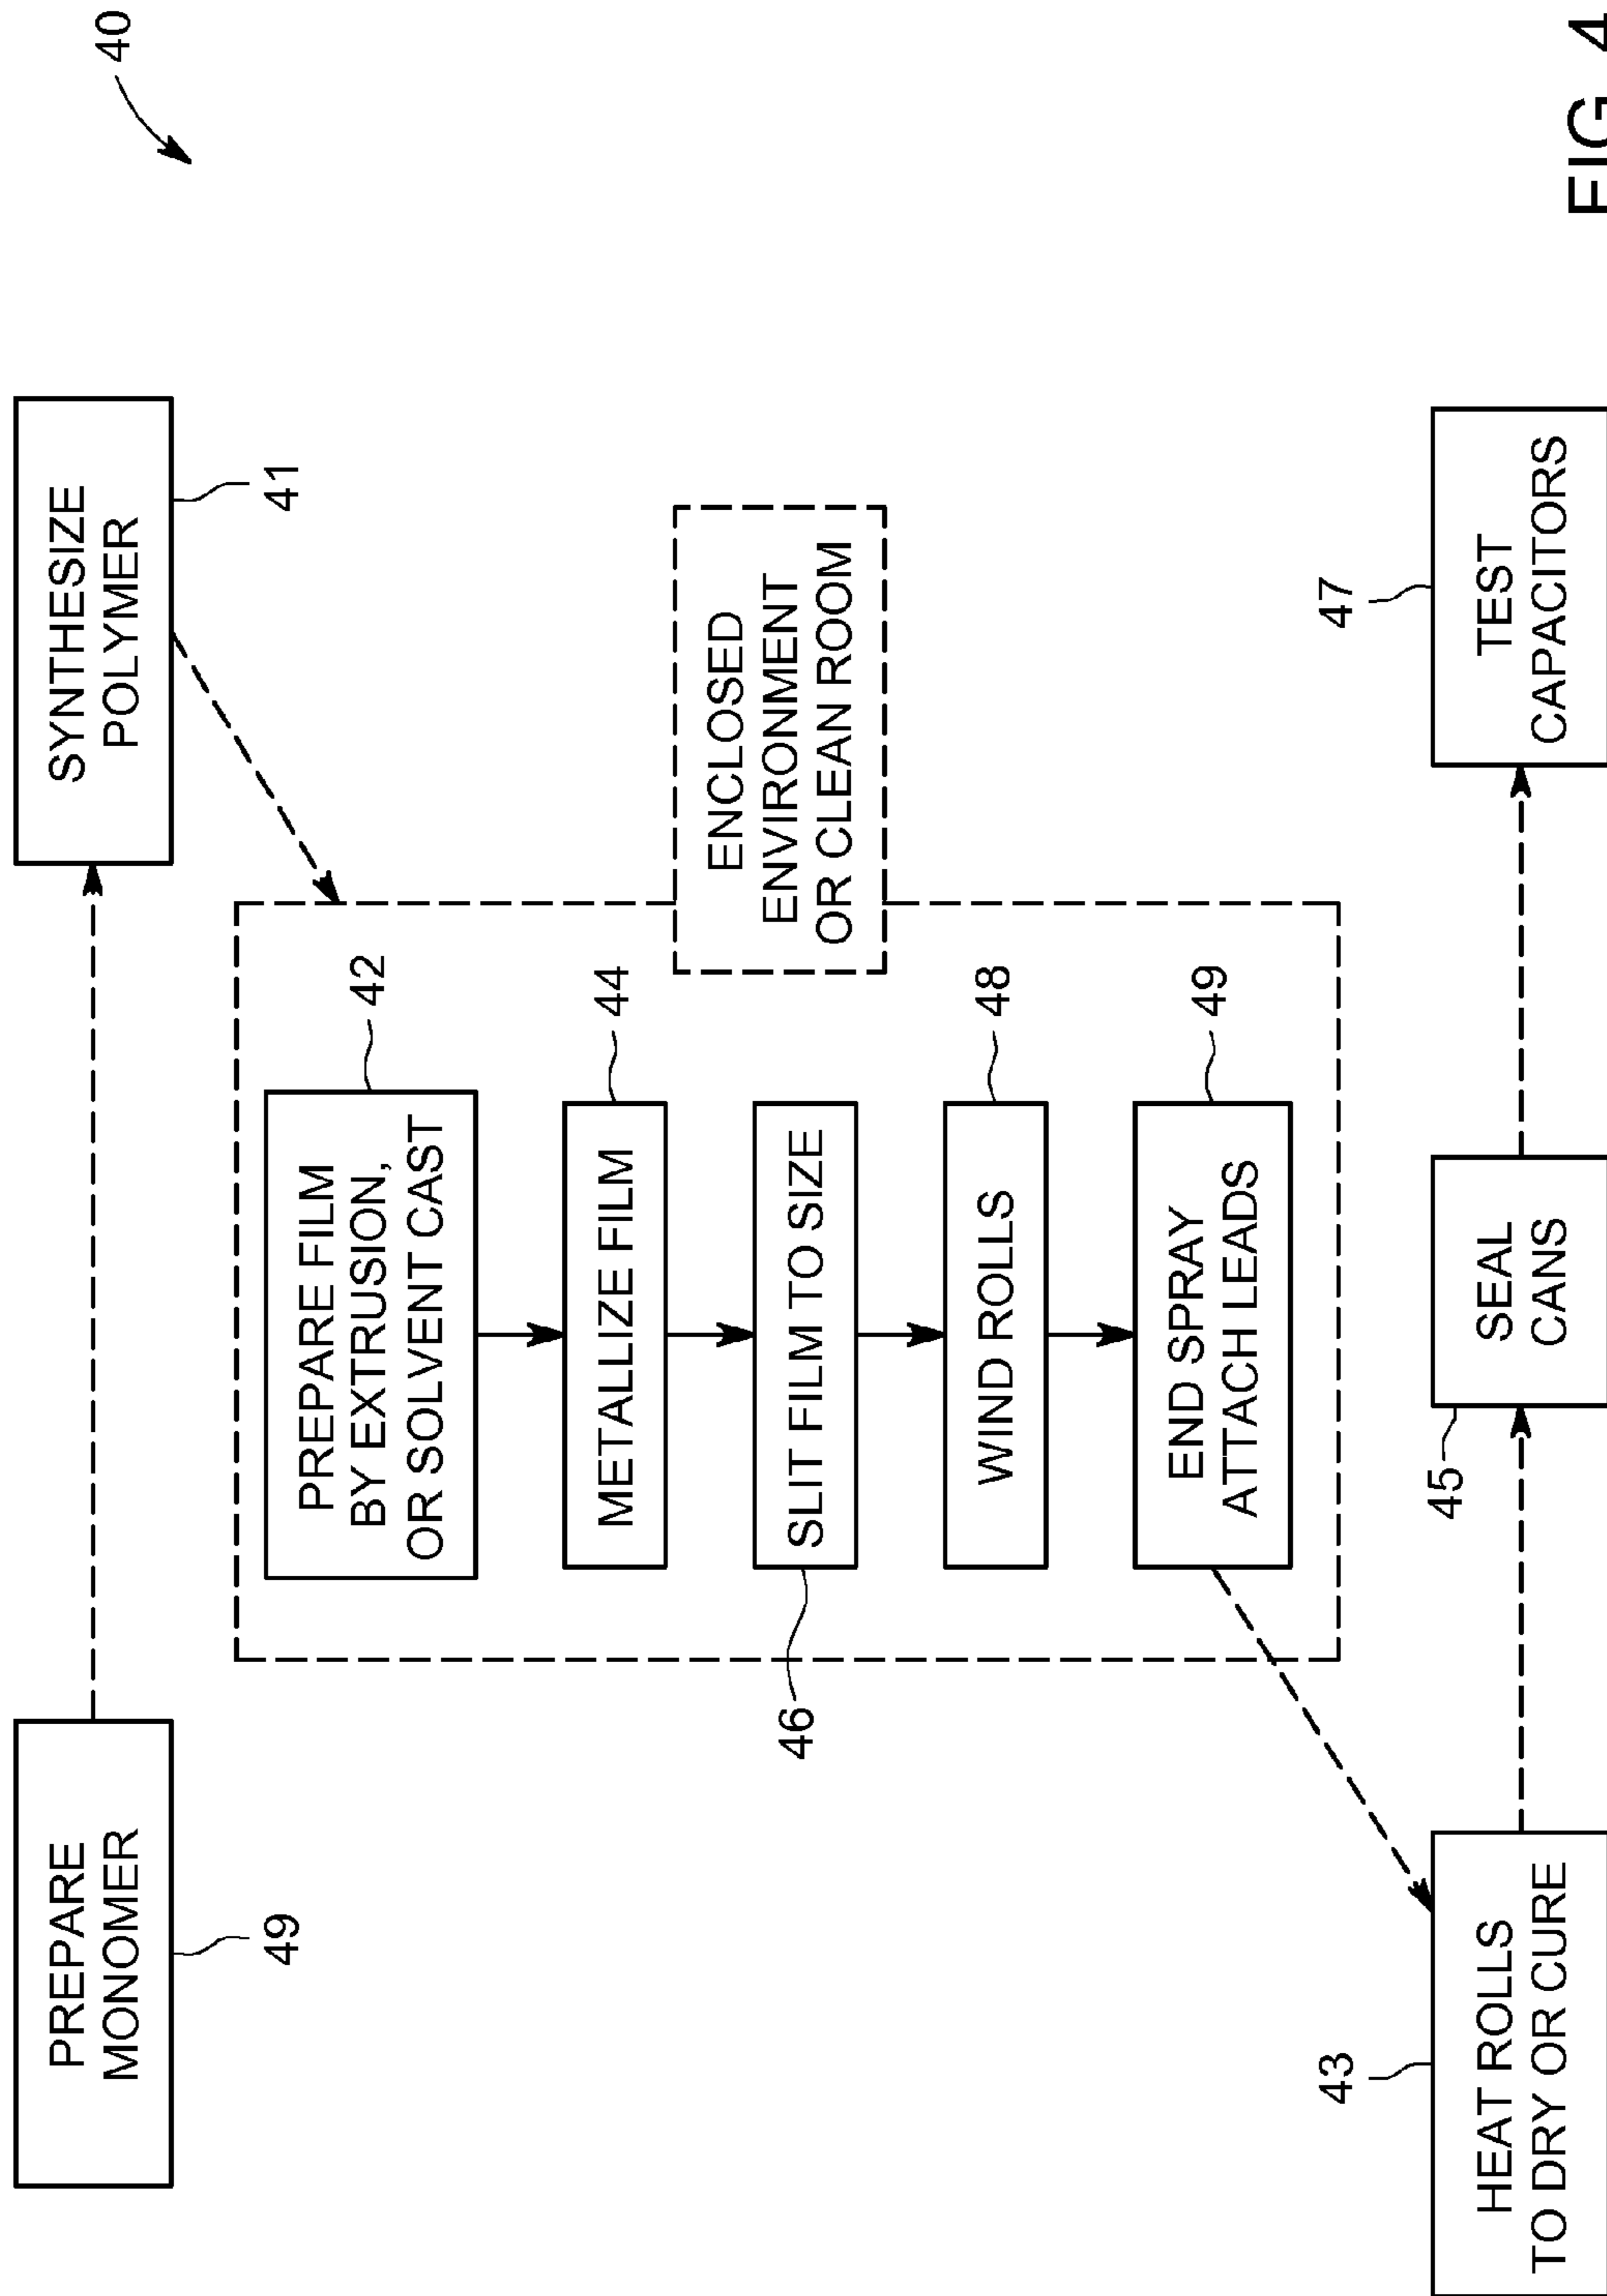 40
PREPARE
MONOMER
49
SYNTHESIZE
POLYMER
41
PREPARE FILM
BY EXTRUSION,
OR SOLVENT CAST
42
METALLIZE FILM
44
SLIT FILM TO SIZE
46
WIND ROLLS
48
END SPRAY
ATTACH LEADS
49
ENCLOSED
ENVIRONMENT
OR CLEAN ROOM
43
HEAT ROLLS
TO DRY OR CURE
45
SEAL
CANS
47
TEST
CAPACITORS
FIG. 4